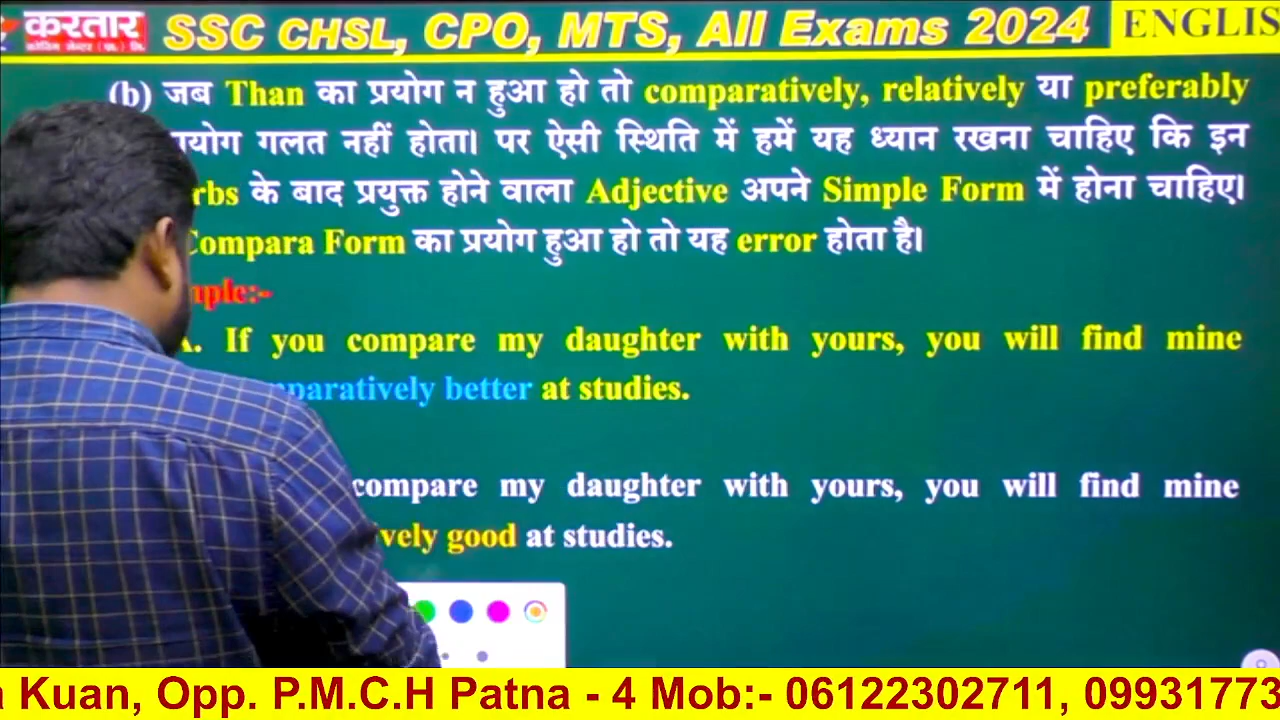 करतार
SSC CHSL, CPO, MTS, All Exams 2024
ENGLIS
(b) जब Than का प्रयोग न हुआ हो तो comparatively, relatively या preferably
योग गलत नहीं होता। पर ऐसी स्थिति में हमें यह ध्यान रखना चाहिए कि इन
rbs के बाद प्रयुक्त होने वाला Adjective अपने Simple Form में होना चाहिए।
Compara Form का प्रयोग हुआ हो तो यह error होता है।
mple:-
A. If you compare my daughter with yours, you will find mine
paratively better at studies.
compare my daughter with yours, you will find mine
vely good at studies.
Kuan, Opp. P.M.C.H Patna - 4 Mob:- 06122302711, 09931773